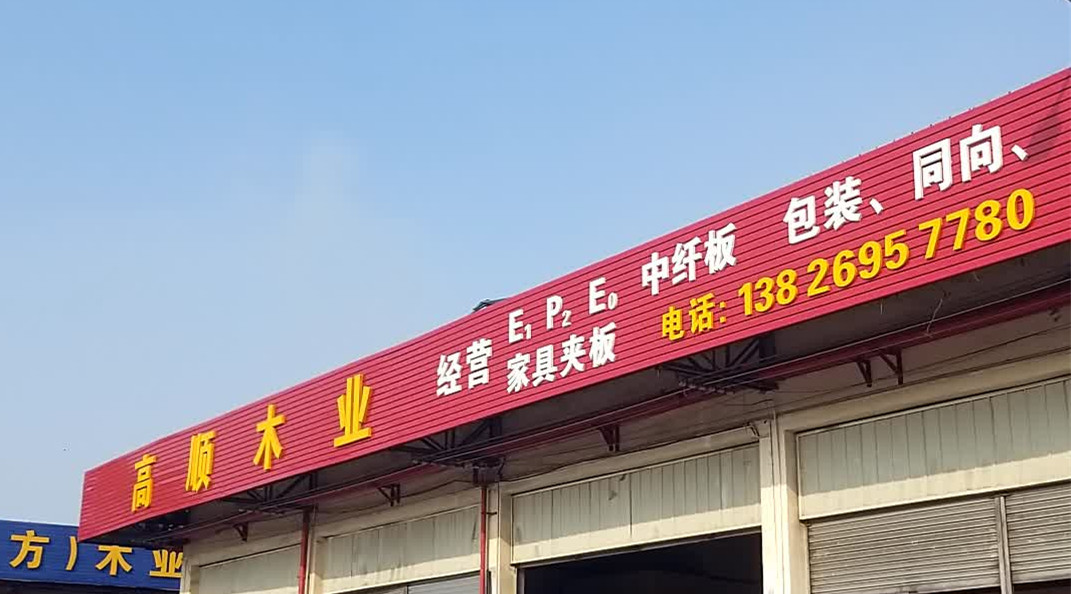 高顺木业
经营 E₁ P₂ E₀ 中纤板 包装、同向、
家具夹板 电话：138 2695 7780
方）木业